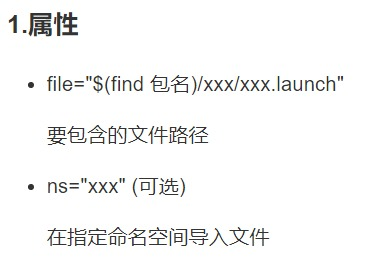 1.属性
file="$(find 包名)/xxx/xxx.launch"
要包含的文件路径
ns="xxx" (可选)
在指定命名空间导入文件